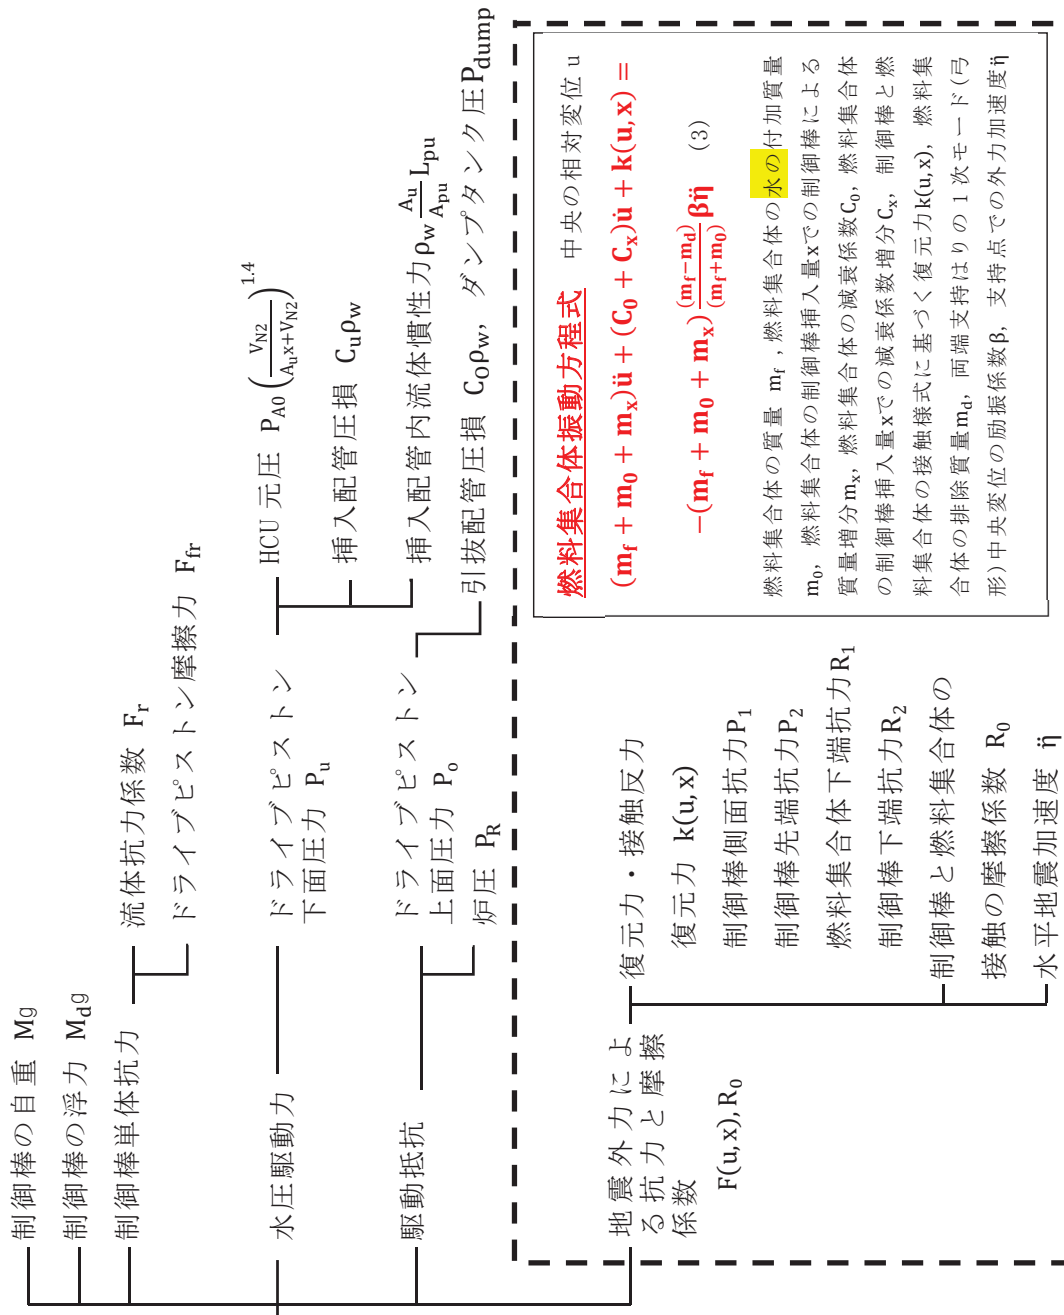 制御棒の自重 Mg
制御棒の浮力 M_dg
制御棒単体抗力
流体抗力係数 F_r
ドライブピストン摩擦力 F_fr
水圧駆動力
ドライブピストン
下面圧力 P_u
HCU 元圧 P_A0 (V_N2/(A_u x+V_N2))^1.4
挿入配管圧損 C_uρ_w
挿入配管内流体慣性力ρ_w A_u/A_pu L_pu
駆動抵抗
ドライブピストン
上面圧力 P_o
炉圧 P_R
引抜配管圧損 C_Oρ_w, ダンプタンク圧P_dump
地震外力によ
る抗力と摩擦
係数
F(u,x),R_0
復元力・接触反力
復元力 k(u,x)
制御棒側面抗力P_1
制御棒先端抗力P_2
燃料集合体下端抗力R_1
制御棒下端抗力R_2
制御棒と燃料集合体の
接触の摩擦係数 R_0
水平地震加速度 η̈
燃料集合体振動方程式 中央の相対変位 u
(m_f + m_0 + m_x)ü + (C_0 + C_x)u̇ + k(u,x) =
−(m_f + m_0 + m_x) (m_f−m_d)/(m_f+m_0) βη̈ (3)
燃料集合体の質量 m_f ,燃料集合体の水の付加質量
m_0, 燃料集合体の制御棒挿入量xでの制御棒による
質量増分m_x, 燃料集合体の減衰係数C_0, 燃料集合体
の制御棒挿入量xでの減衰係数増分C_x, 制御棒と燃
料集合体の接触様式に基づく復元力k(u,x), 燃料集
合体の排除質量m_d, 両端支持はりの1次モード(弓
形)中央変位の励振係数β, 支持点での外力加速度η̈